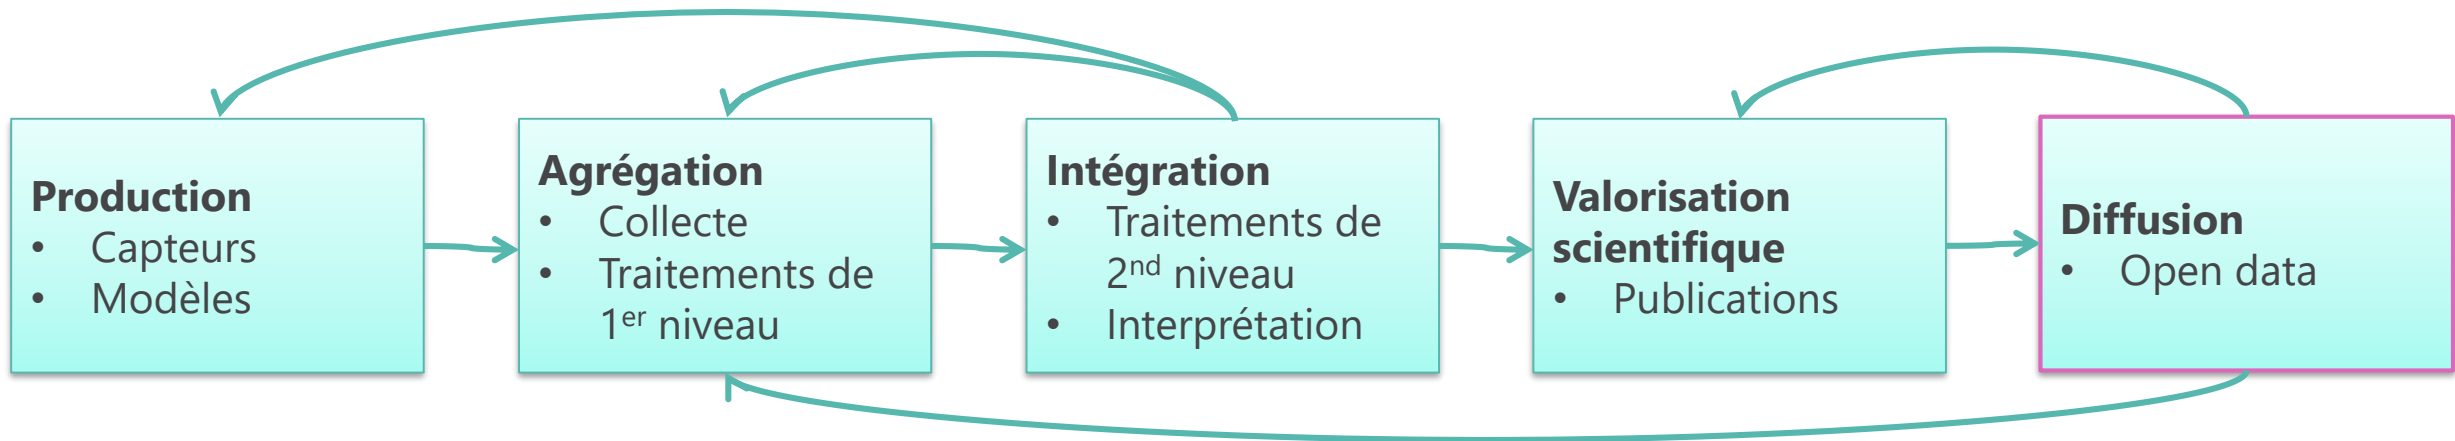 Production
• Capteurs
• Modèles
Agrégation
• Collecte
• Traitements de
1er niveau
Intégration
• Traitements de
2nd niveau
• Interprétation
Valorisation
scientifique
• Publications
Diffusion
• Open data